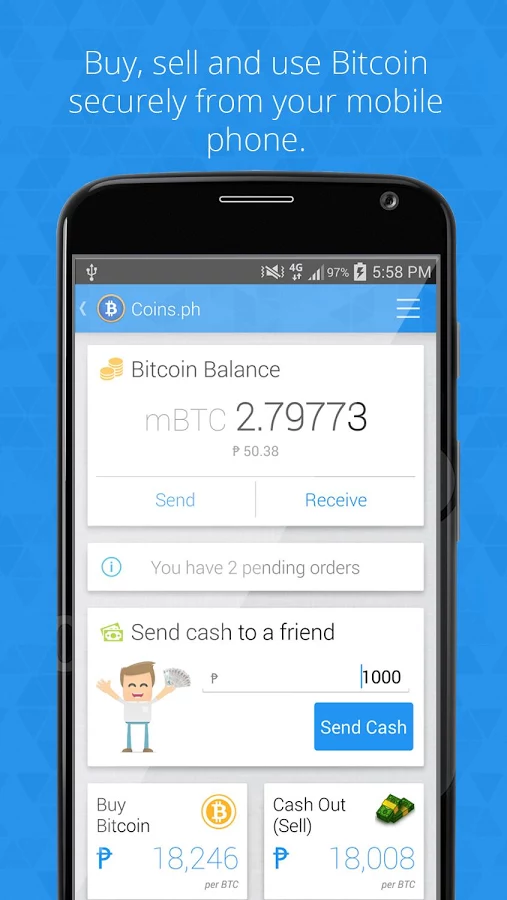 Buy, sell and use Bitcoin
securely from your mobile
phone.
4G 97% 5:58 PM
Coins.ph
Bitcoin Balance
mBTC 2.79773
₱ 50.38
Send Receive
You have 2 pending orders
Send cash to a friend
₱ 1000
Send Cash
Buy
Bitcoin
₱ 18,246
per BTC
Cash Out
(Sell)
₱ 18,008
per BTC